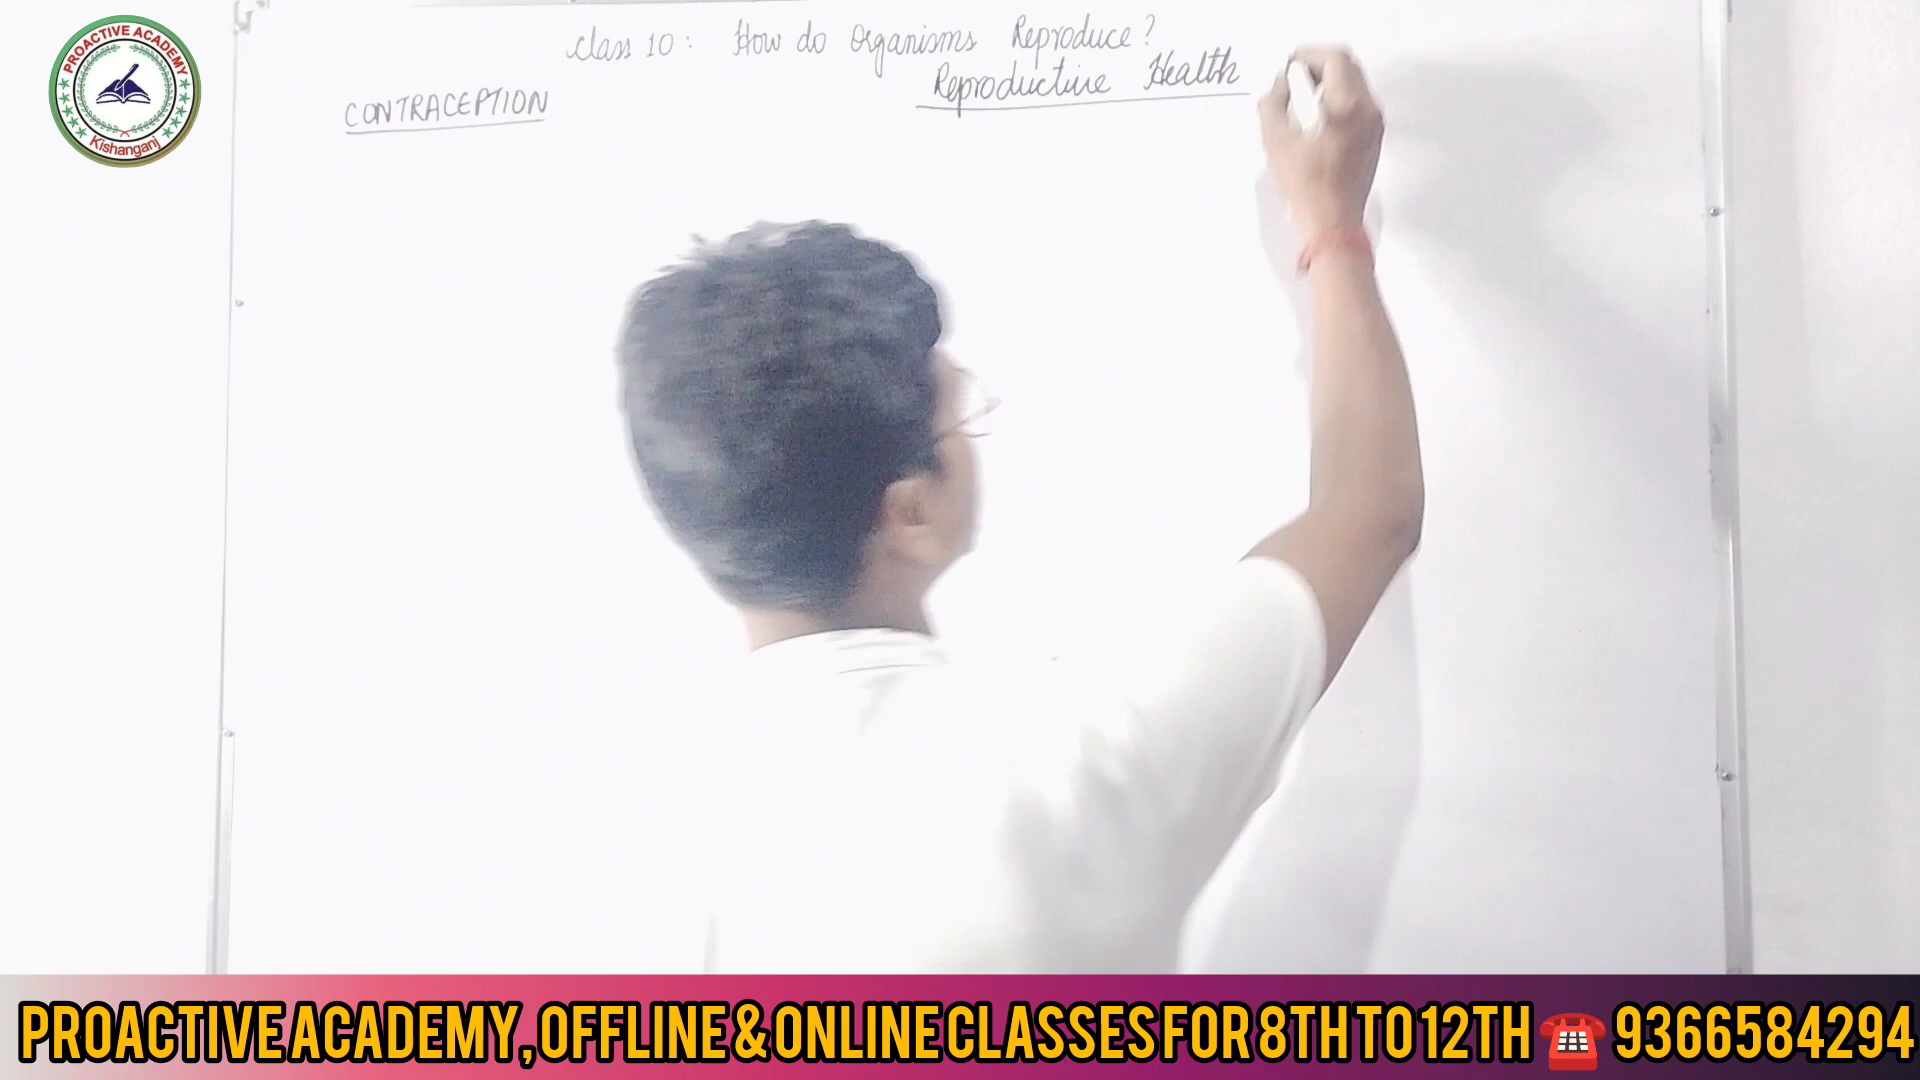 PROACTIVE ACADEMY
Kishanganj
Class 10: How do Organisms Reproduce?
Reproductive Health
CONTRACEPTION
PROACTIVE ACADEMY, OFFLINE & ONLINE CLASSES FOR 8TH TO 12TH ☎ 9366584294